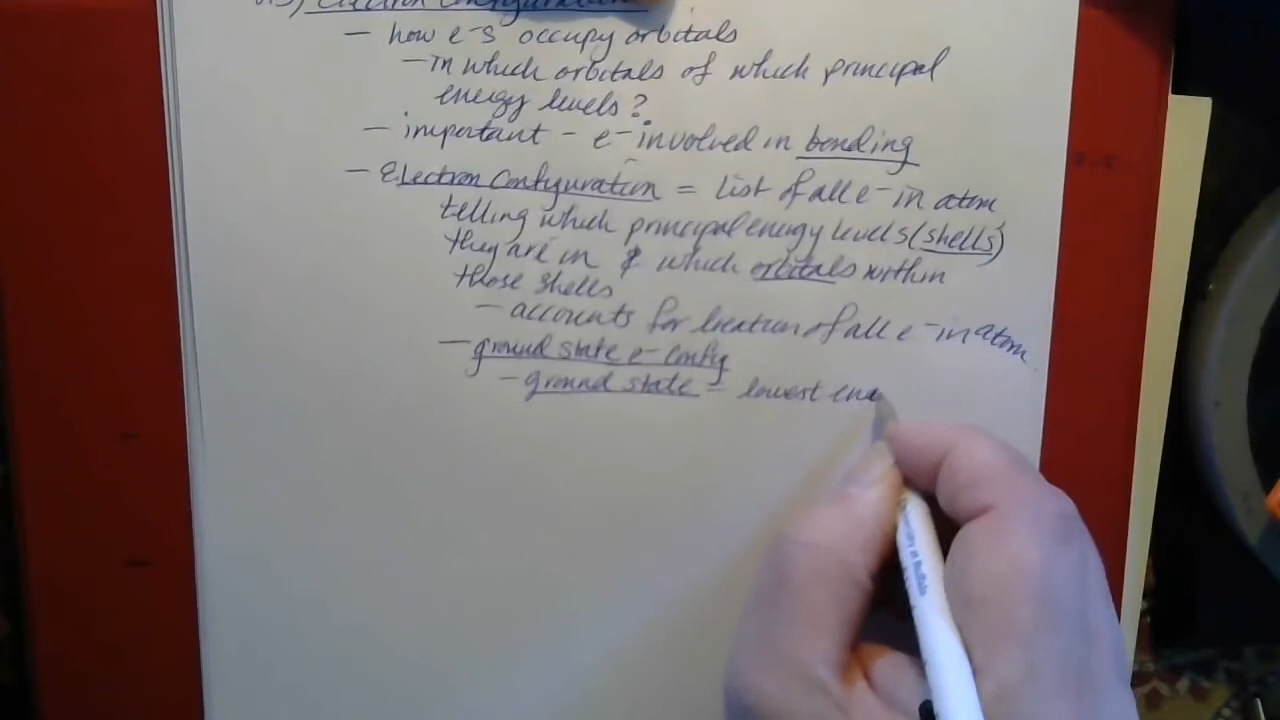 Electron Configuration
- how e-s occupy orbitals
- in which orbitals of which principal
energy levels?
- important - e- involved in bonding
- Electron Configuration = list of all e- in atom
telling which principal energy levels (shells)
they are in & which orbitals within
those shells
- accounts for location of all e- in atom
- ground state e- config
- ground state = lowest ene